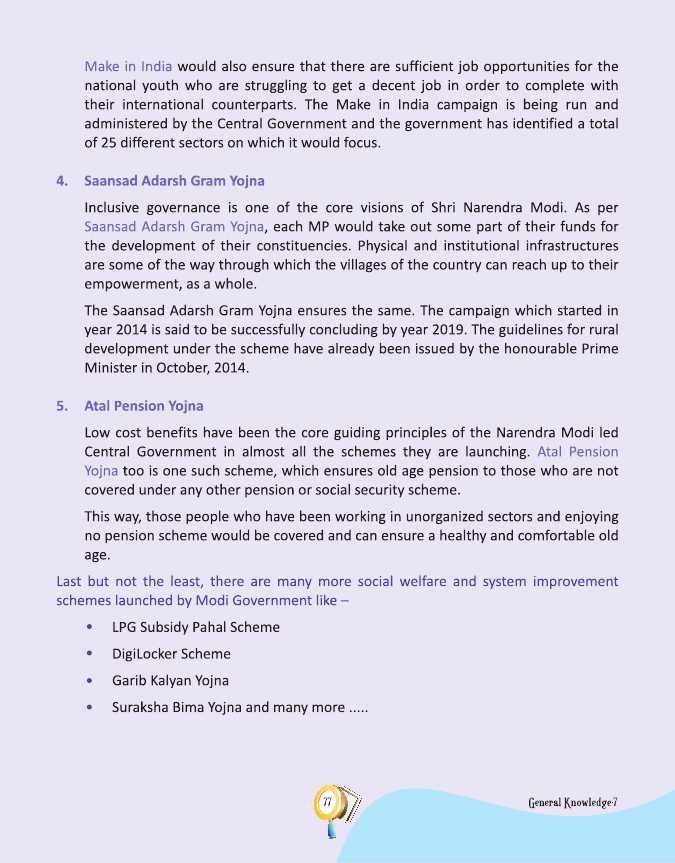 Make in India would also ensure that there are sufficient job opportunities for the
national youth who are struggling to get a decent job in order to complete with
their international counterparts. The Make in India campaign is being run and
administered by the Central Government and the government has identified a total
of 25 different sectors on which it would focus.
4. Saansad Adarsh Gram Yojna
Inclusive governance is one of the core visions of Shri Narendra Modi. As per
Saansad Adarsh Gram Yojna, each MP would take out some part of their funds for
the development of their constituencies. Physical and institutional infrastructures
are some of the way through which the villages of the country can reach up to their
empowerment, as a whole.
The Saansad Adarsh Gram Yojna ensures the same. The campaign which started in
year 2014 is said to be successfully concluding by year 2019. The guidelines for rural
development under the scheme have already been issued by the honourable Prime
Minister in October, 2014.
5. Atal Pension Yojna
Low cost benefits have been the core guiding principles of the Narendra Modi led
Central Government in almost all the schemes they are launching. Atal Pension
Yojna too is one such scheme, which ensures old age pension to those who are not
covered under any other pension or social security scheme.
This way, those people who have been working in unorganized sectors and enjoying
no pension scheme would be covered and can ensure a healthy and comfortable old
age.
Last but not the least, there are many more social welfare and system improvement
schemes launched by Modi Government like –
• LPG Subsidy Pahal Scheme
• DigiLocker Scheme
• Garib Kalyan Yojna
• Suraksha Bima Yojna and many more .....
77
General Knowledge-7